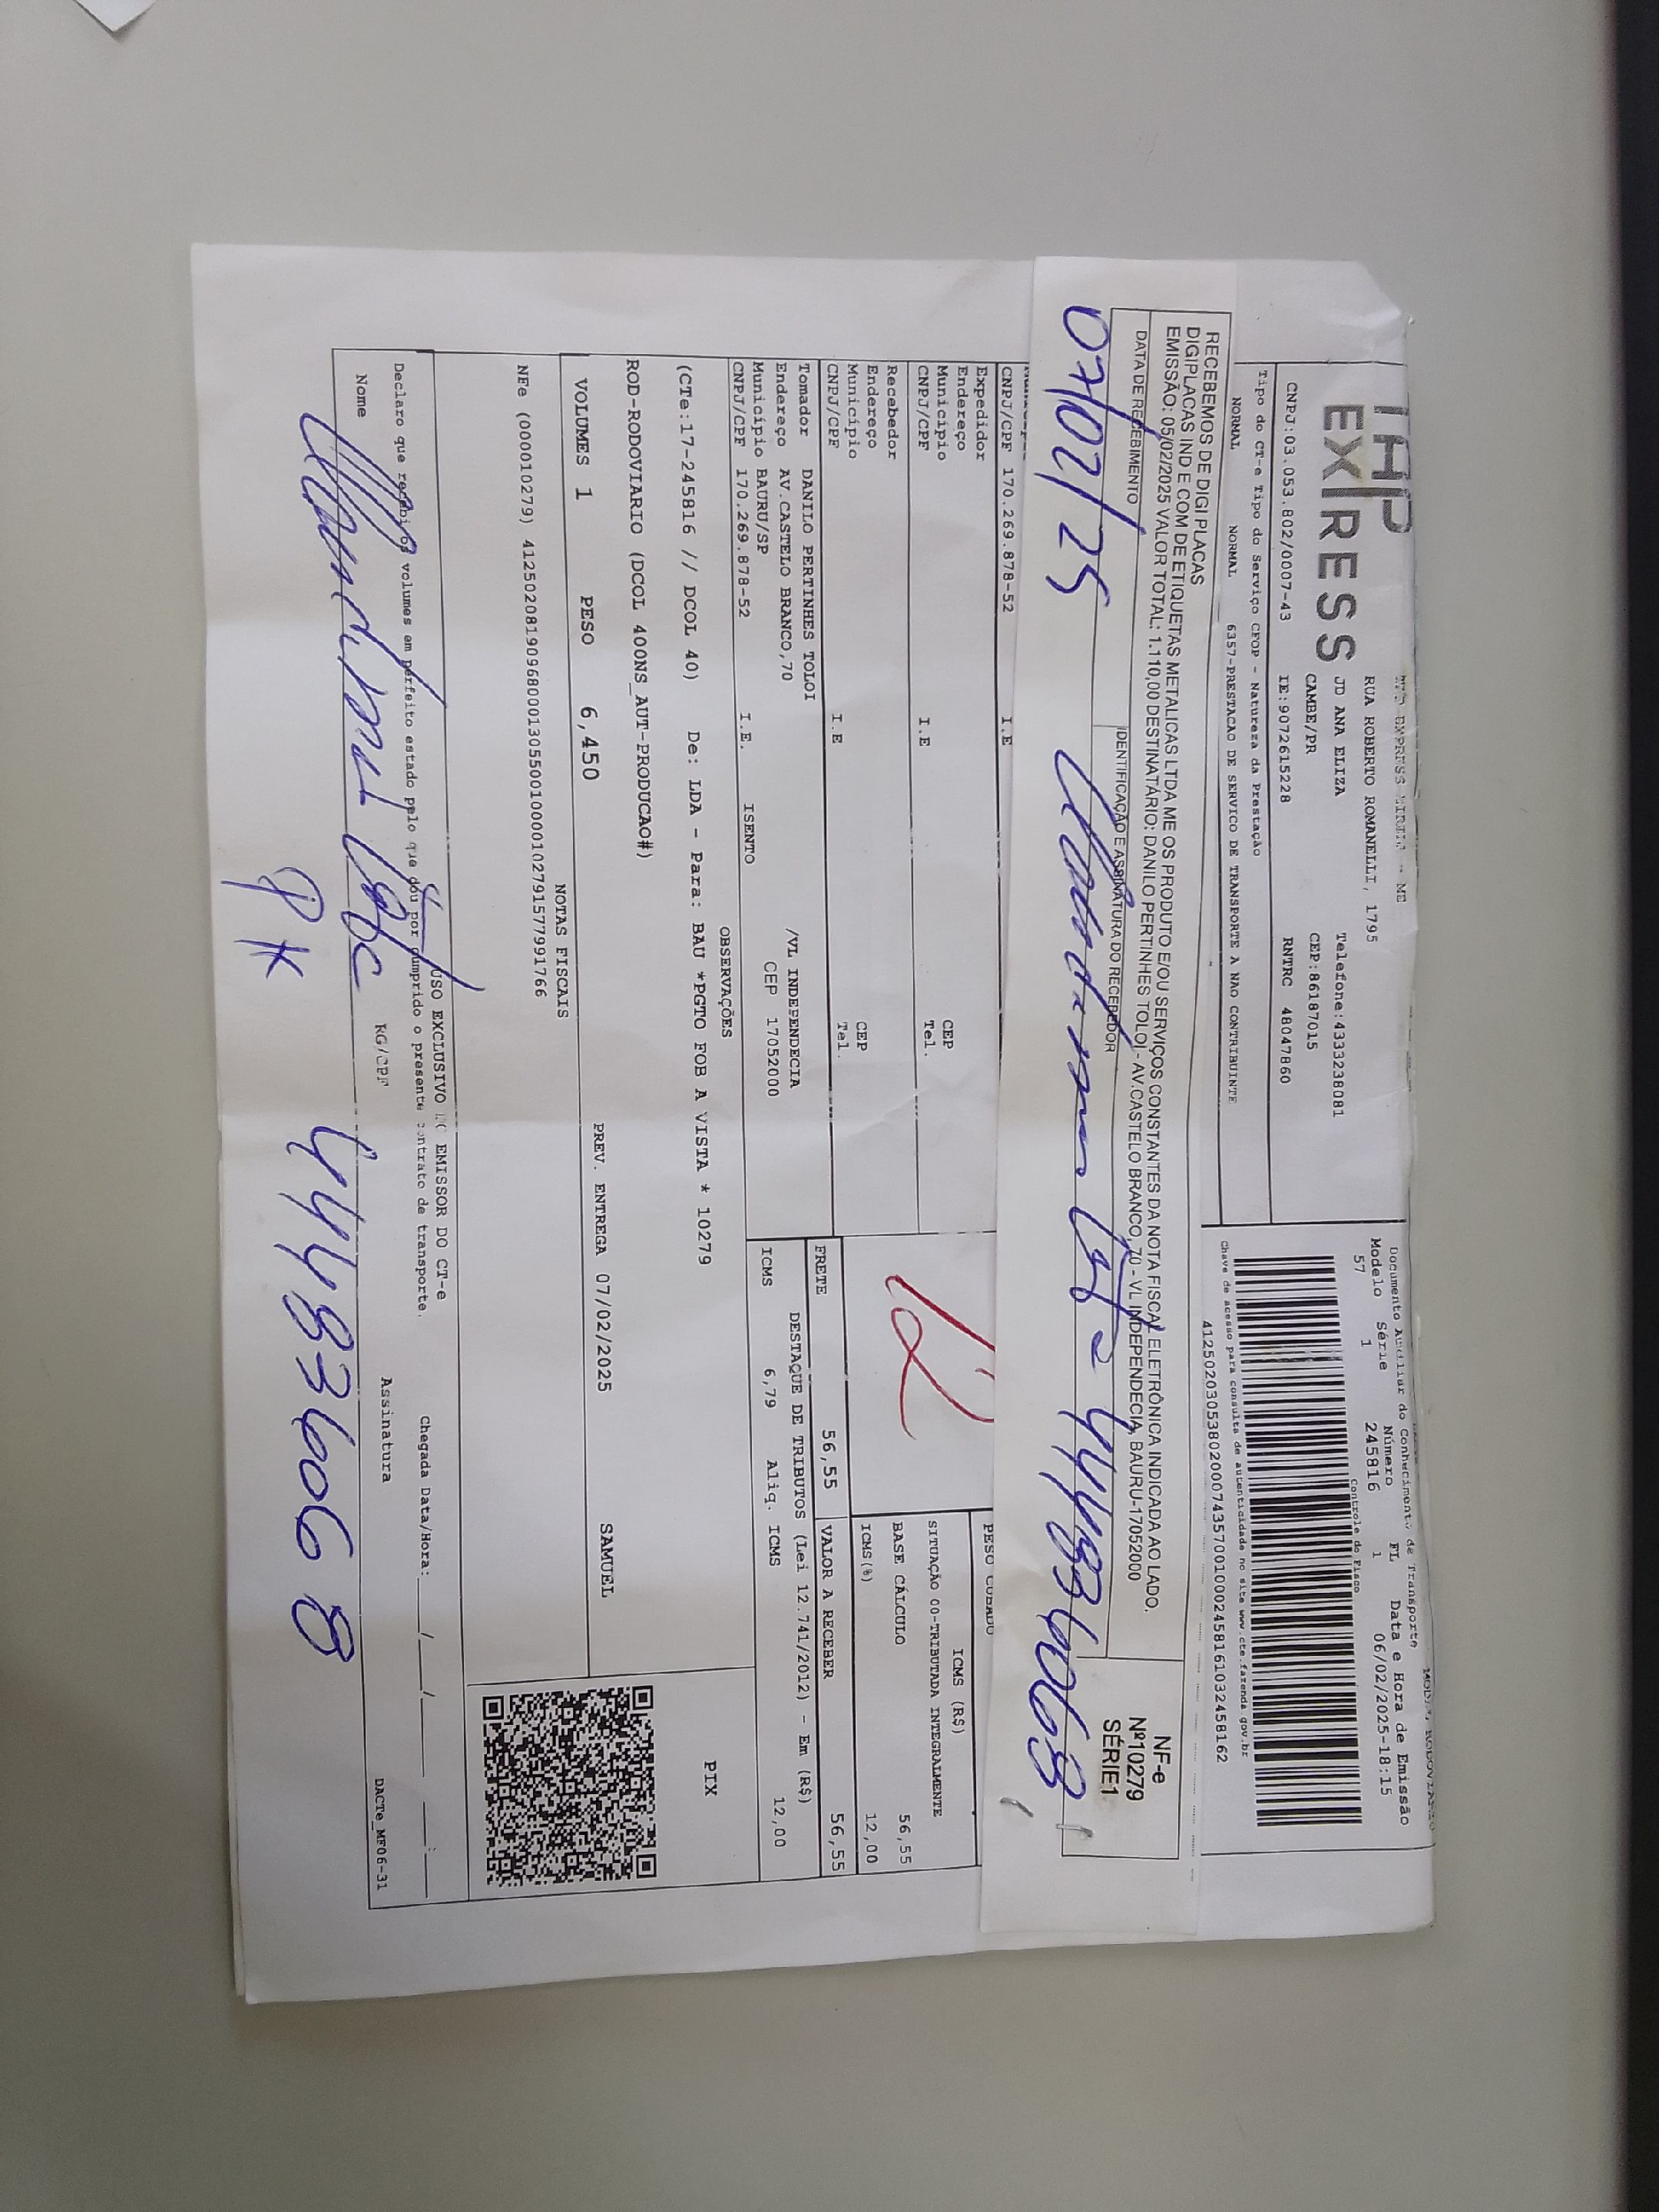 THP
EXPRESS
RUA ROBERTO ROMANELLI, 1795
JD ANA ELIZA
CAMBE/PR
Telefone:4333238081
CEP:86187015
CNPJ:03.053.802/0007-43 IE:9072615228 RNTRC 48047860
Tipo do CT-e Tipo do Serviço CFOP - Natureza da Prestação
NORMAL NORMAL 6357-PRESTACAO DE SERVICO DE TRANSPORTE A NAO CONTRIBUINTE
Documento Auxiliar do Conhecimento de Transporte
Modelo Série Número FL Data e Hora de Emissão
57 1 245816 1 06/02/2025-18:15
Controle do Fisco
Chave de acesso para consulta de autenticidade no site www.cte.fazenda.gov.br
41250203053802000743570010002458161032458162
RECEBEMOS DE DIGIPLACAS
DIGIPLACAS IND E COM DE ETIQUETAS METALICAS LTDA ME OS PRODUTO E/OU SERVIÇOS CONSTANTES DA NOTA FISCAL ELETRÔNICA INDICADA AO LADO.
EMISSÃO: 05/02/2025 VALOR TOTAL: 1.110,00 DESTINATÁRIO: DANILO PERTINHES TOLOI - AV.CASTELO BRANCO, 70 - VL INDEPENDECIA, BAURU-17052000
DATA DE RECEBIMENTO
IDENTIFICAÇÃO E ASSINATURA DO RECEBEDOR
07/02/25 444836068
NF-e
Nº10279
SÉRIE1
CNPJ/CPF 170.269.878-52 I.E
Expedidor
Endereço
Município CEP
CNPJ/CPF I.E Tel.
Recebedor
Endereço
Município CEP
CNPJ/CPF I.E Tel.
Tomador DANILO PERTINHES TOLOI
Endereço AV.CASTELO BRANCO,70 /VL INDEPENDECIA
Município BAURU/SP CEP 17052000
CNPJ/CPF 170.269.878-52 I.E. ISENTO
PESO CUBADO
ICMS (R$)
SITUAÇÃO 00-TRIBUTADA INTEGRALMENTE
BASE CÁLCULO 56,55
ICMS(%) 12,00
FRETE 56,55 VALOR A RECEBER 56,55
DESTAQUE DE TRIBUTOS (Lei 12.741/2012) - Em (R$)
ICMS 6,79 Aliq. ICMS 12,00
OBSERVAÇÕES
(CTe:17-245816 // DCOL 40) De: LDA - Para: BAU *PGTO FOB A VISTA * 10279
ROD-RODOVIARIO (DCOL 400NS_AUT-PRODUCAO#)
PIX
VOLUMES 1 PESO 6,450 PREV. ENTREGA 07/02/2025 SAMUEL
NOTAS FISCAIS
NFe (000010279) 41250208190968000130550010000102791577991766
USO EXCLUSIVO DO EMISSOR DO CT-e
Declaro que recebi os volumes em perfeito estado pelo que dou por cumprido o presente contrato de transporte.
Chegada Data/Hora:____/___/______ ____:____
Nome RG/CPF Assinatura
444836068
DACTe_MF06-31